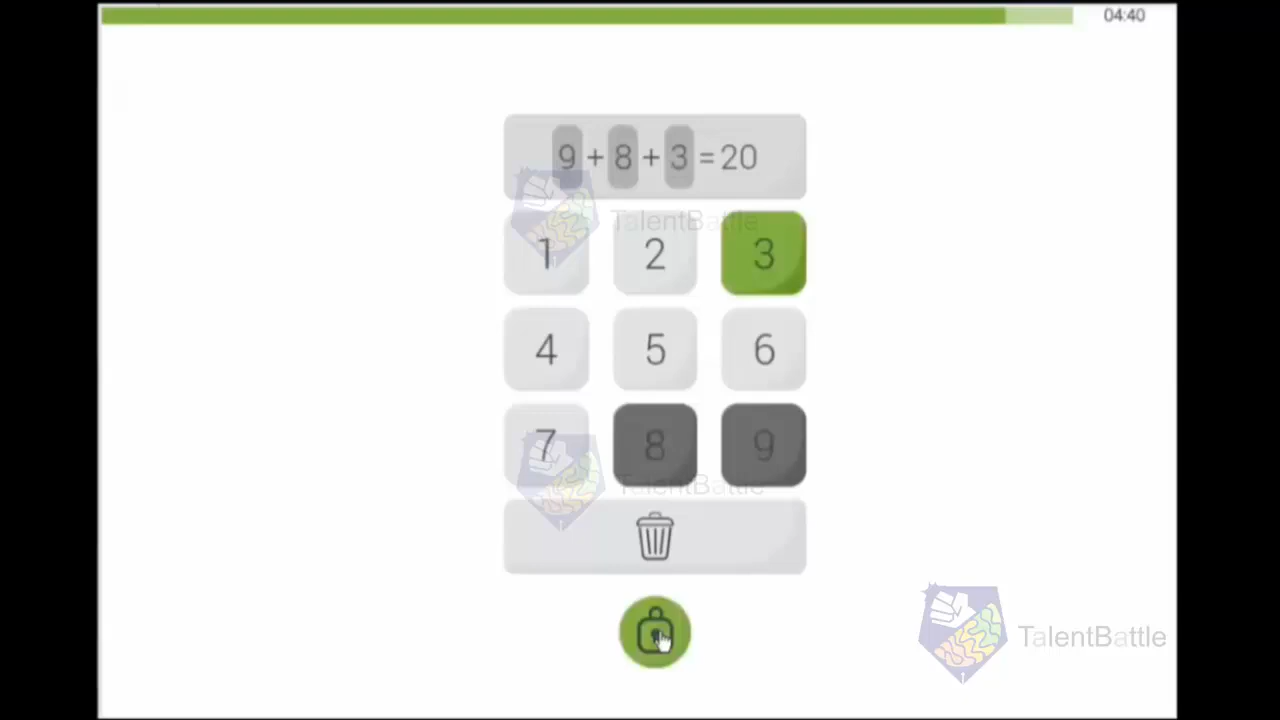 04:40
9 + 8 + 3 = 20
TalentBattle
1 2 3
4 5 6
7 8 9
TalentBattle
TalentBattle